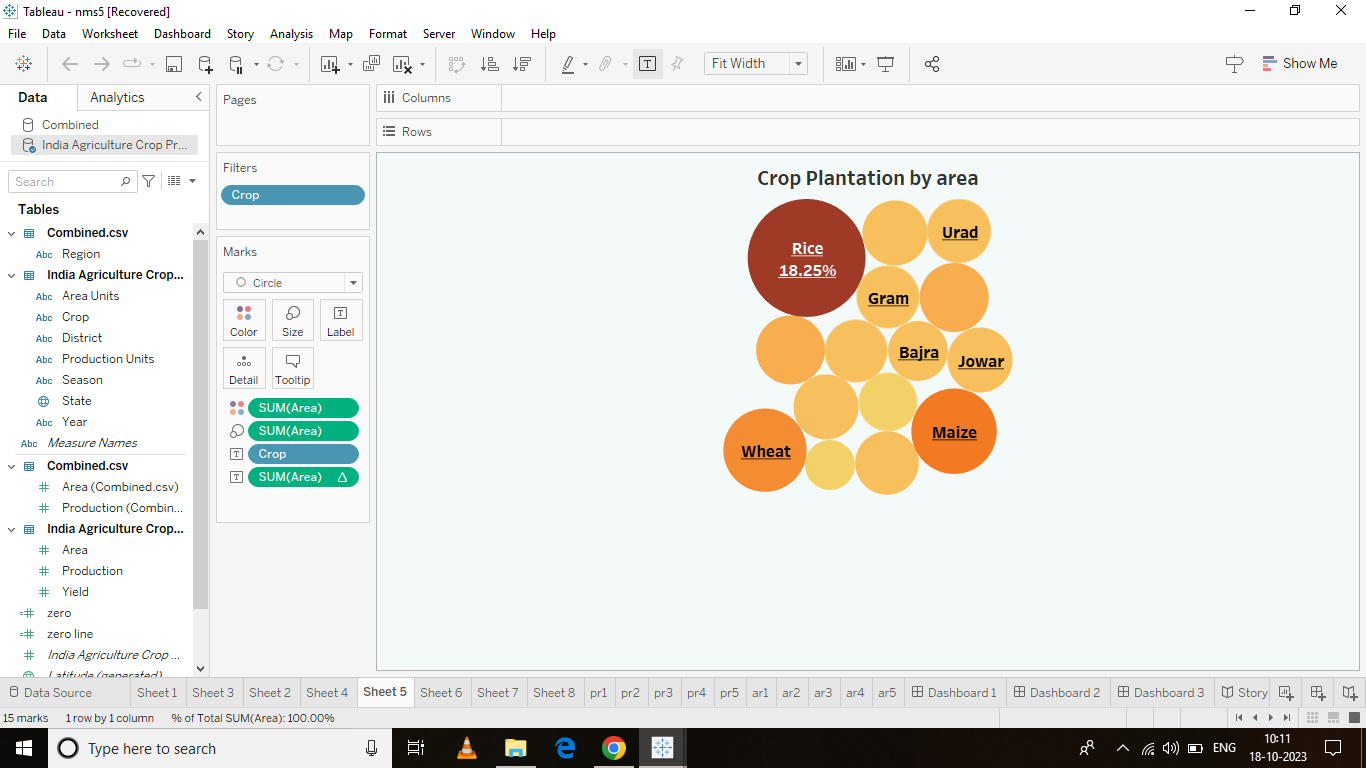 Tableau - nms5 [Recovered]
File Data Worksheet Dashboard Story Analysis Map Format Server Window Help
Fit Width
Show Me
Data Analytics
Combined
India Agriculture Crop Pr...
Search
Tables
Combined.csv
Abc Region
India Agriculture Crop...
Abc Area Units
Abc Crop
Abc District
Abc Production Units
Abc Season
State
Abc Year
Abc Measure Names
Combined.csv
# Area (Combined.csv)
# Production (Combin...
India Agriculture Crop...
# Area
# Production
# Yield
=# zero
=# zero line
# India Agriculture Crop ...
Latitude (generated)
Pages
Filters
Crop
Marks
Circle
Color Size Label
Detail Tooltip
SUM(Area)
SUM(Area)
Crop
SUM(Area) Δ
Columns
Rows
Crop Plantation by area
Rice
18.25%
Urad
Gram
Bajra
Jowar
Maize
Wheat
Data Source Sheet 1 Sheet 3 Sheet 2 Sheet 4 Sheet 5 Sheet 6 Sheet 7 Sheet 8 pr1 pr2 pr3 pr4 pr5 ar1 ar2 ar3 ar4 ar5 Dashboard 1 Dashboard 2 Dashboard 3 Story
15 marks 1 row by 1 column % of Total SUM(Area): 100.00%
Type here to search
ENG
10:11
18-10-2023